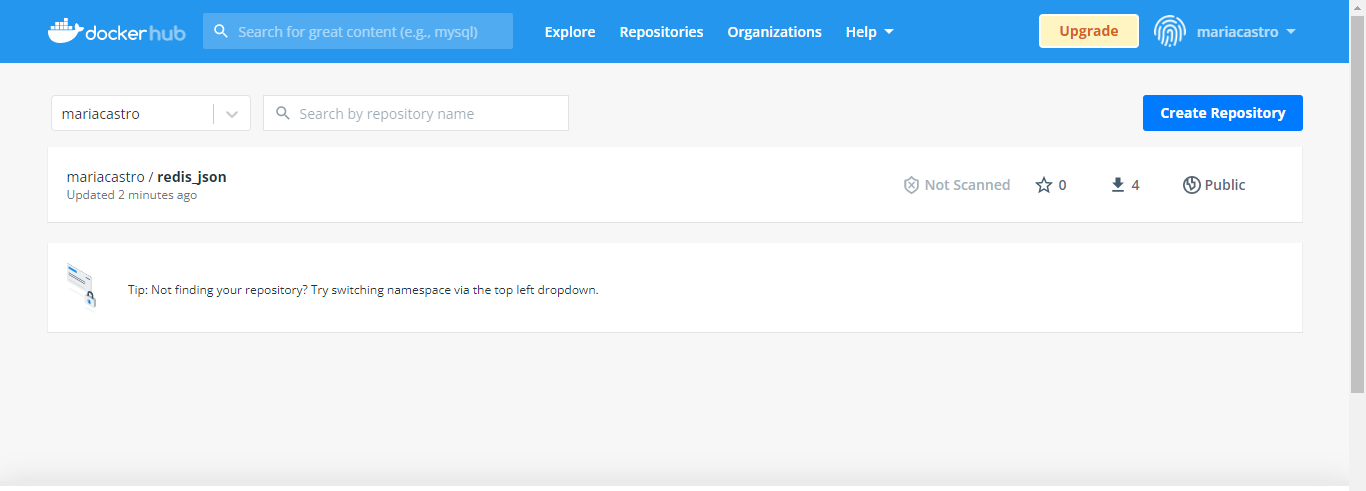 dockerhub Search for great content (e.g., mysql) Explore Repositories Organizations Help Upgrade mariacastro
mariacastro Search by repository name Create Repository
mariacastro / redis_json
Updated 2 minutes ago
Not Scanned 0 4 Public
Tip: Not finding your repository? Try switching namespace via the top left dropdown.